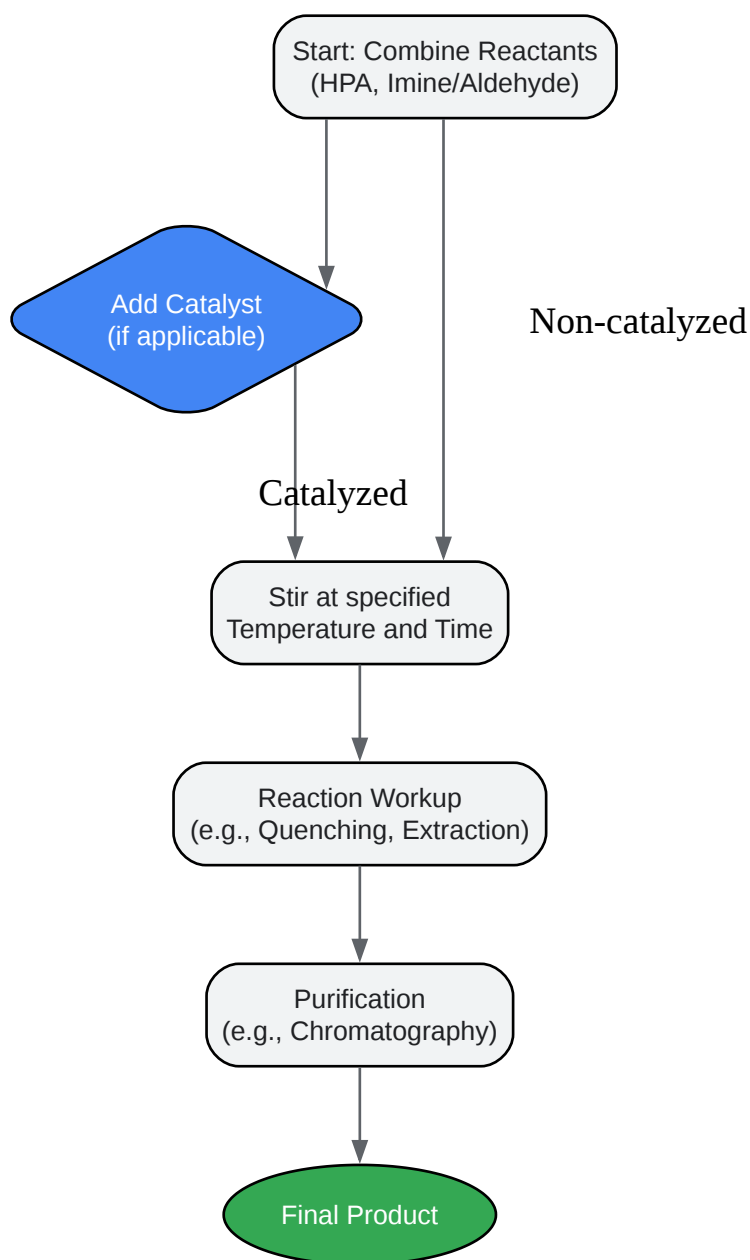 Start: Combine Reactants
(HPA, Imine/Aldehyde)
Add Catalyst
(if applicable)
Non-catalyzed
Catalyzed
Stir at specified
Temperature and Time
Reaction Workup
(e.g., Quenching, Extraction)
Purification
(e.g., Chromatography)
Final Product